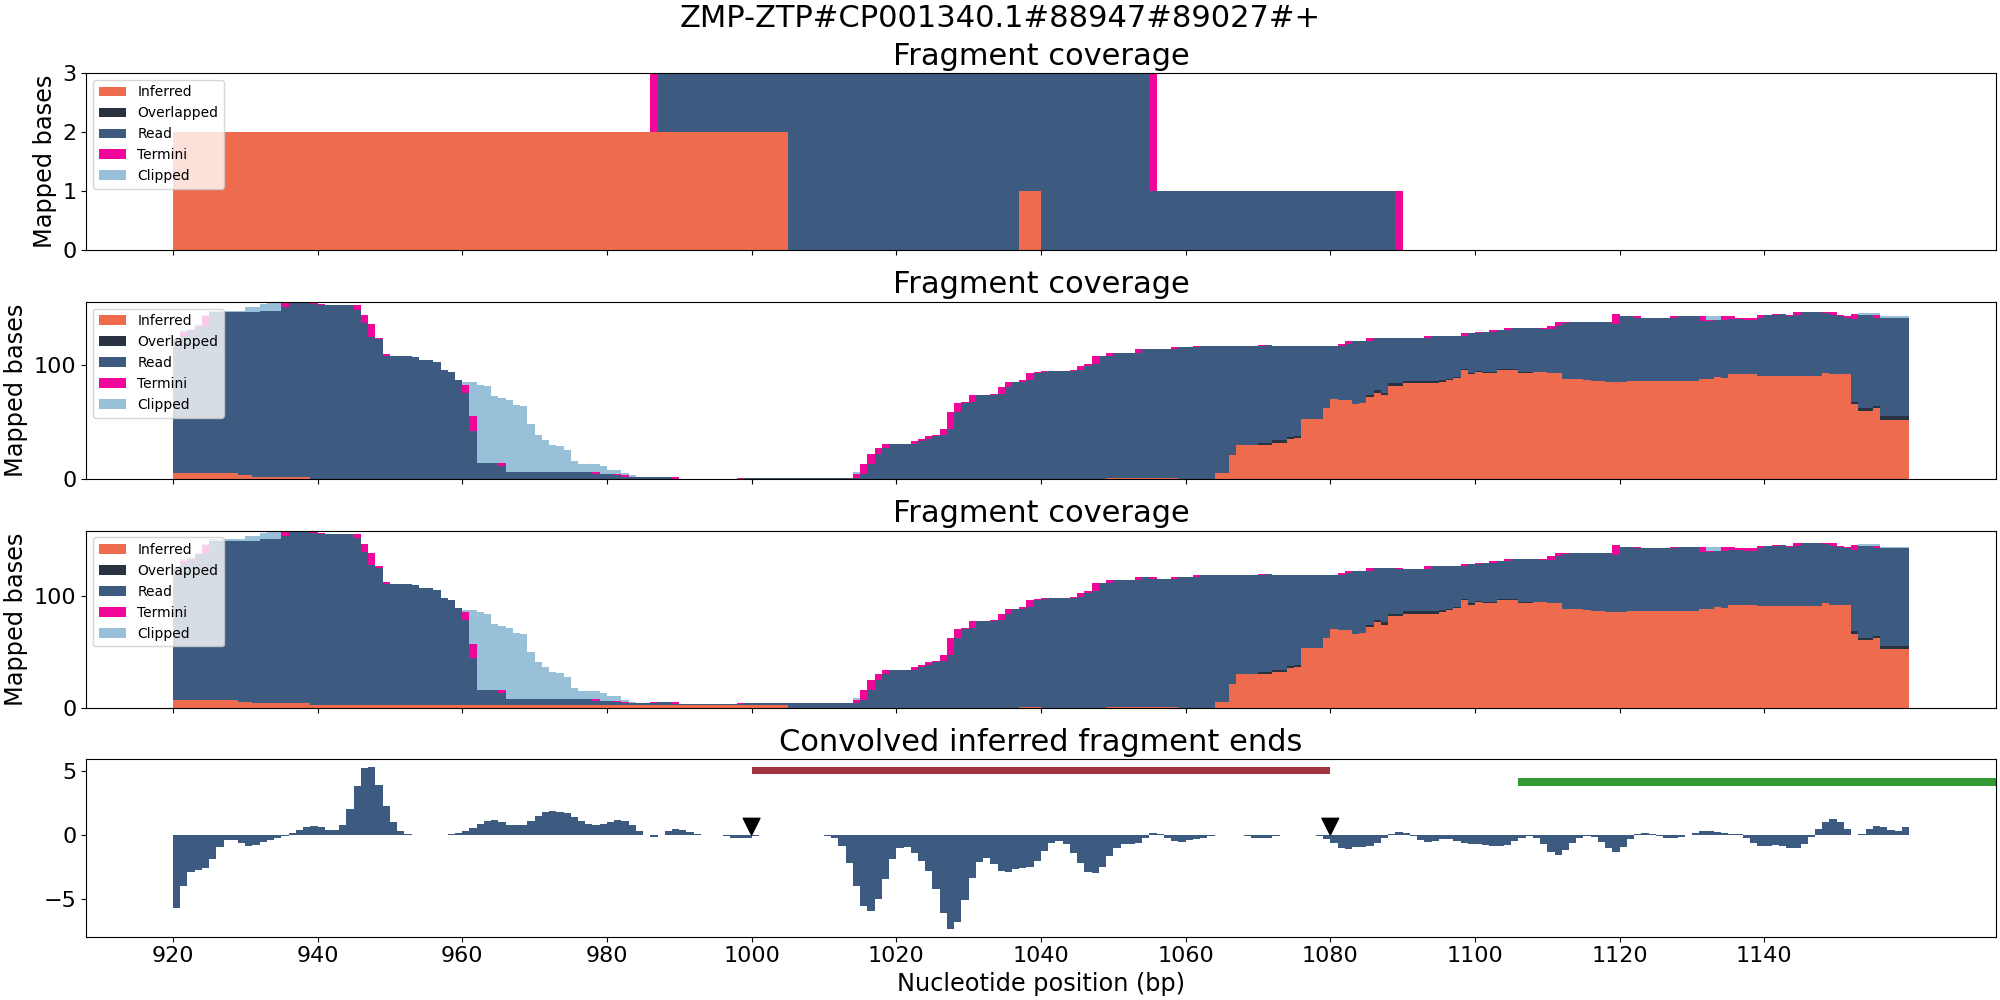 ZMP-ZTP#CP001340.1#88947#89027#+
Fragment coverage
Mapped bases
3
2
1
0
Inferred
Overlapped
Read
Termini
Clipped
Fragment coverage
Mapped bases
100
0
Inferred
Overlapped
Read
Termini
Clipped
Fragment coverage
Mapped bases
100
0
Inferred
Overlapped
Read
Termini
Clipped
Convolved inferred fragment ends
5
0
−5
920 940 960 980 1000 1020 1040 1060 1080 1100 1120 1140
Nucleotide position (bp)